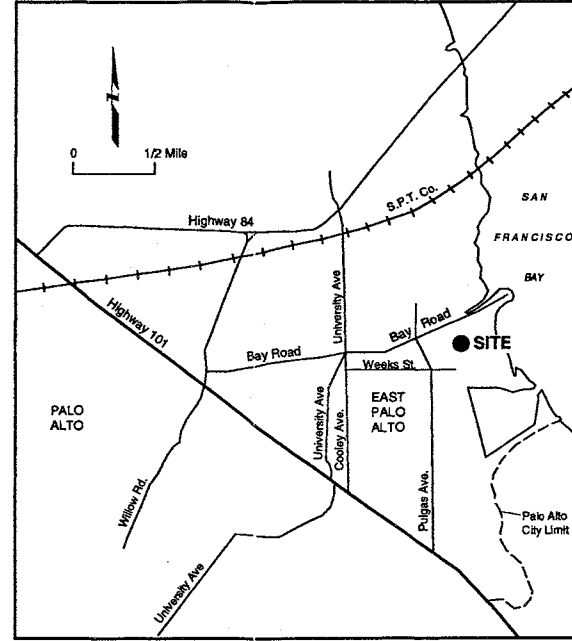 N
0 1/2 Mile
S.P.T. Co.
SAN
FRANCISCO
BAY
Highway 84
Highway 101
University Ave
Bay Road
SITE
Bay Road
Weeks St.
PALO
ALTO
EAST
PALO
ALTO
University Ave
Cooley Ave.
Pulgas Ave.
Willow Rd.
Palo Alto
City Limit
University Ave